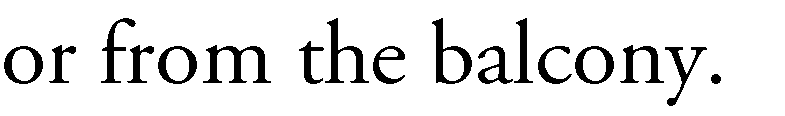 or from the balcony.